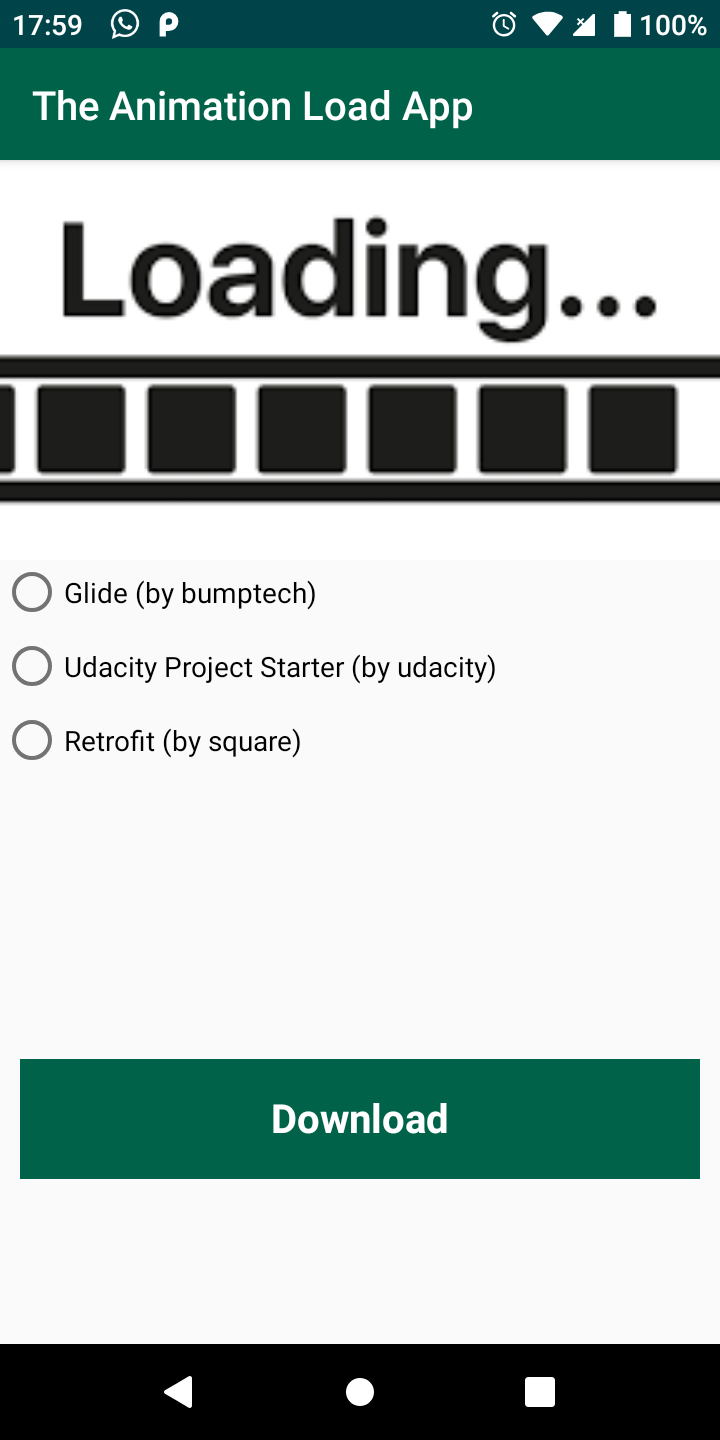 17:59 100%
The Animation Load App
Loading...
Glide (by bumptech)
Udacity Project Starter (by udacity)
Retrofit (by square)
Download